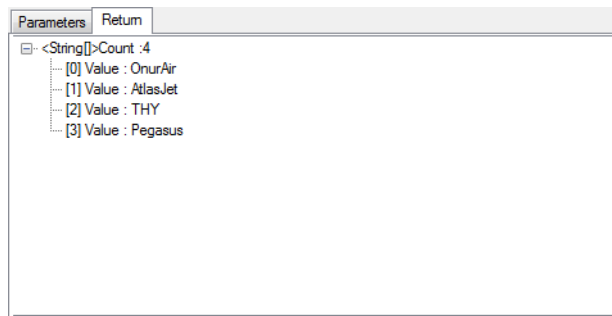 Parameters Return
<String[]>Count :4
[0] Value : OnurAir
[1] Value : AtlasJet
[2] Value : THY
[3] Value : Pegasus